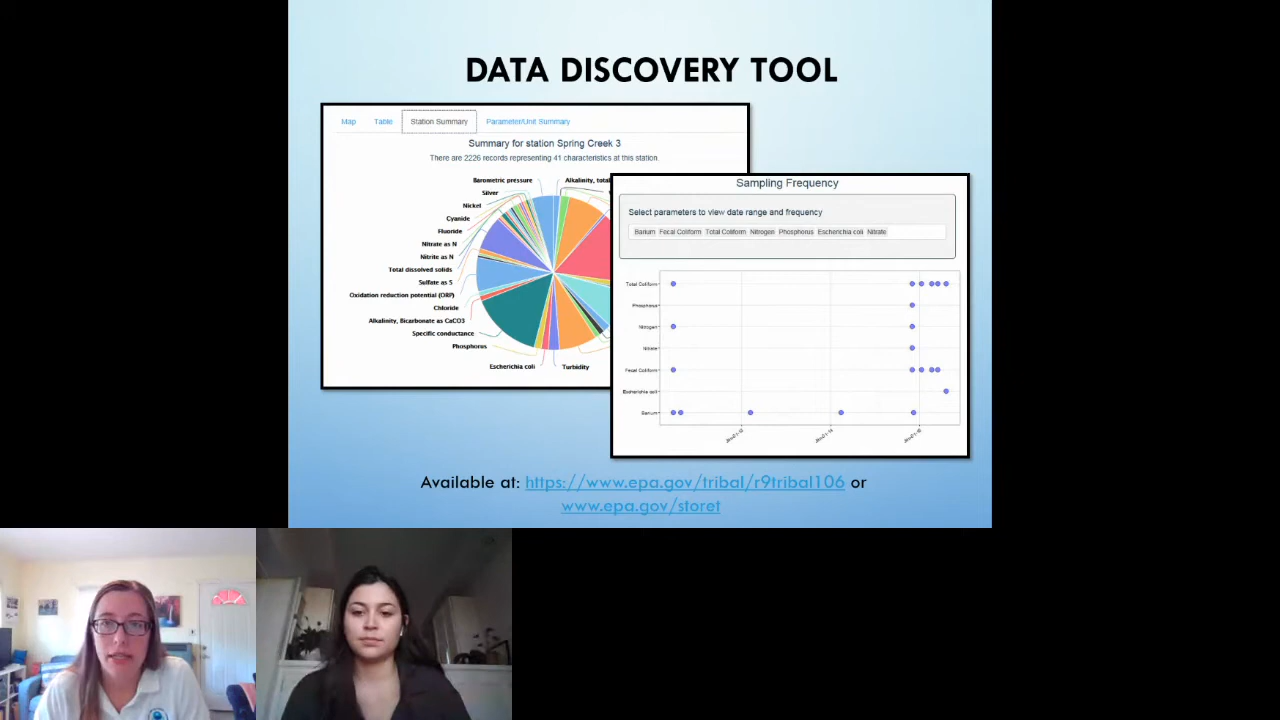 DATA DISCOVERY TOOL
Map Table Station Summary Parameter/Unit Summary
Summary for station Spring Creek 3
There are 2226 records representing 41 characteristics at this station.
Barometric pressure
Alkalinity, total
Silver
Nickel
Cyanide
Fluoride
Nitrate as N
Nitrite as N
Total dissolved solids
Sulfate as S
Oxidation reduction potential (ORP)
Chloride
Alkalinity, Bicarbonate as CaCO3
Specific conductance
Phosphorus
Escherichia coli
Turbidity
Sampling Frequency
Select parameters to view date range and frequency
Barium Fecal Coliform Total Coliform Nitrogen Phosphorus Escherichia coli Nitrate
Total Coliform
Phosphorus
Nitrogen
Nitrate
Fecal Coliform
Escherichia coli
Barium
Available at: https://www.epa.gov/tribal/r9tribal106 or
www.epa.gov/storet